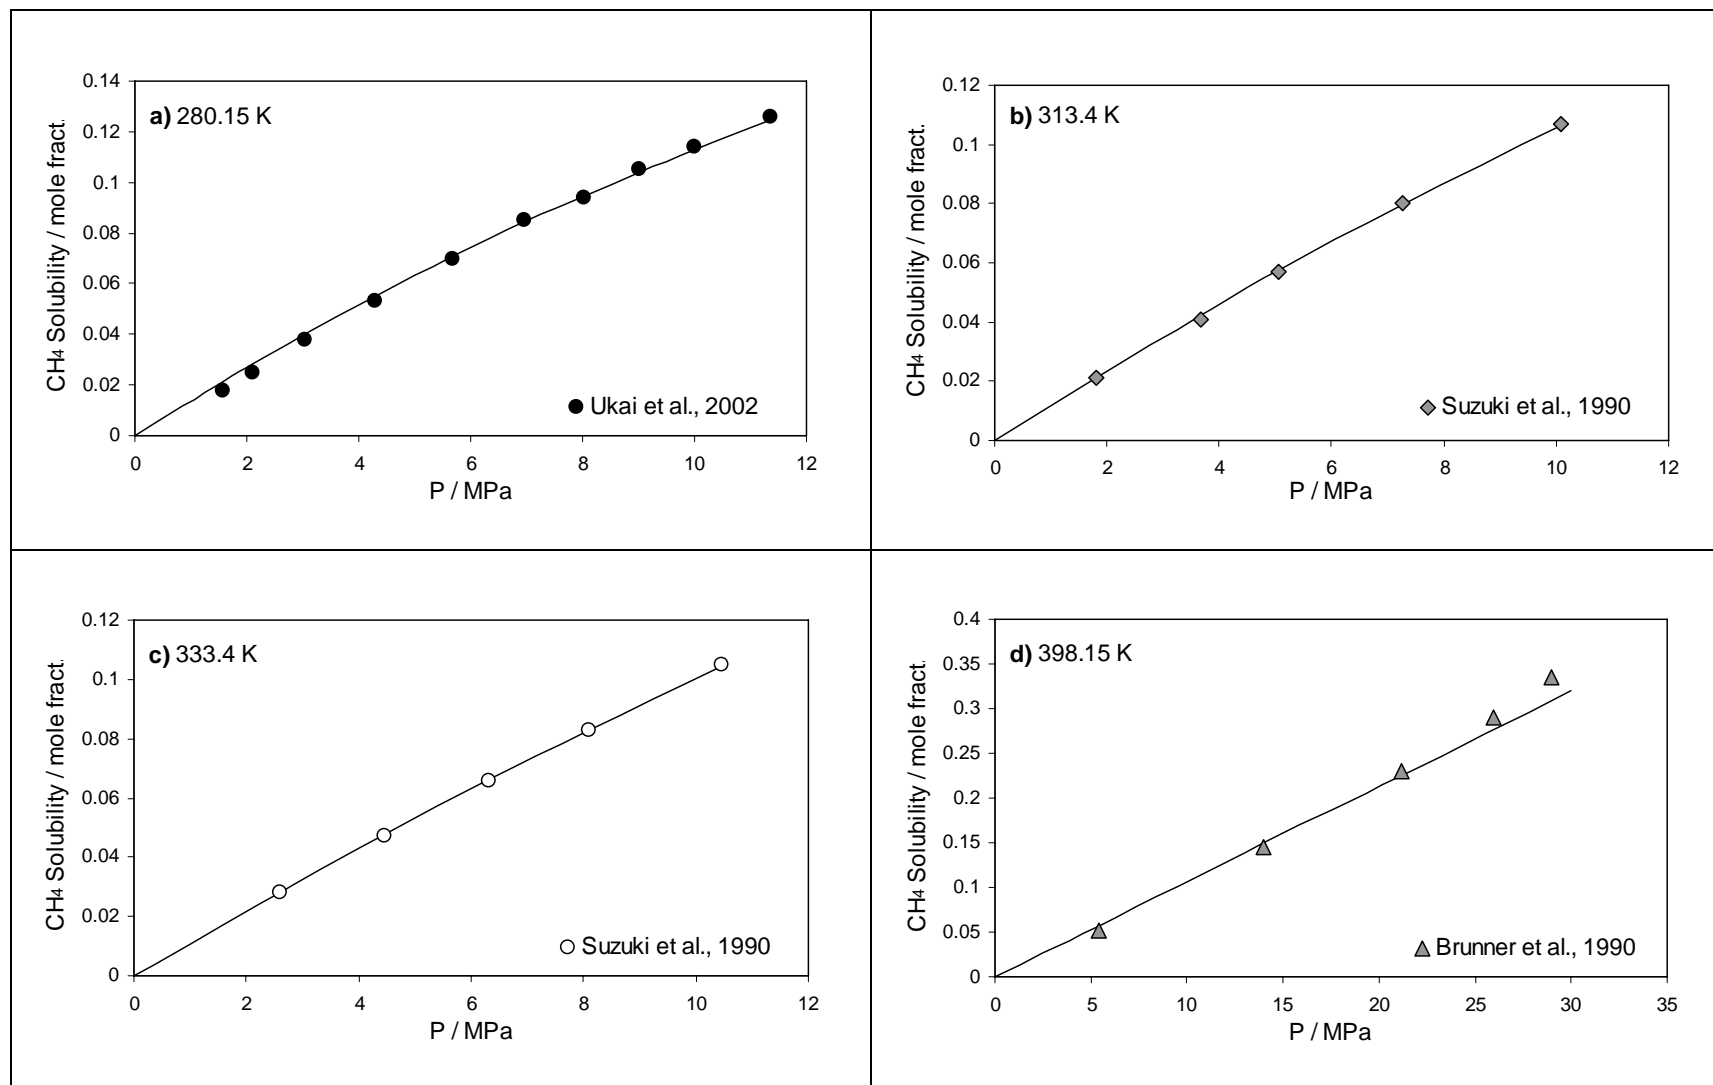 a) 280.15 K
CH4 Solubility / mole fract.
0.14
0.12
0.1
0.08
0.06
0.04
0.02
0
Ukai et al., 2002
0 2 4 6 8 10 12
P / MPa
b) 313.4 K
CH4 Solubility / mole fract.
0.12
0.1
0.08
0.06
0.04
0.02
0
Suzuki et al., 1990
0 2 4 6 8 10 12
P / MPa
c) 333.4 K
CH4 Solubility / mole fract.
0.12
0.1
0.08
0.06
0.04
0.02
0
Suzuki et al., 1990
0 2 4 6 8 10 12
P / MPa
d) 398.15 K
CH4 Solubility / mole fract.
0.4
0.35
0.3
0.25
0.2
0.15
0.1
0.05
0
Brunner et al., 1990
0 5 10 15 20 25 30 35
P / MPa